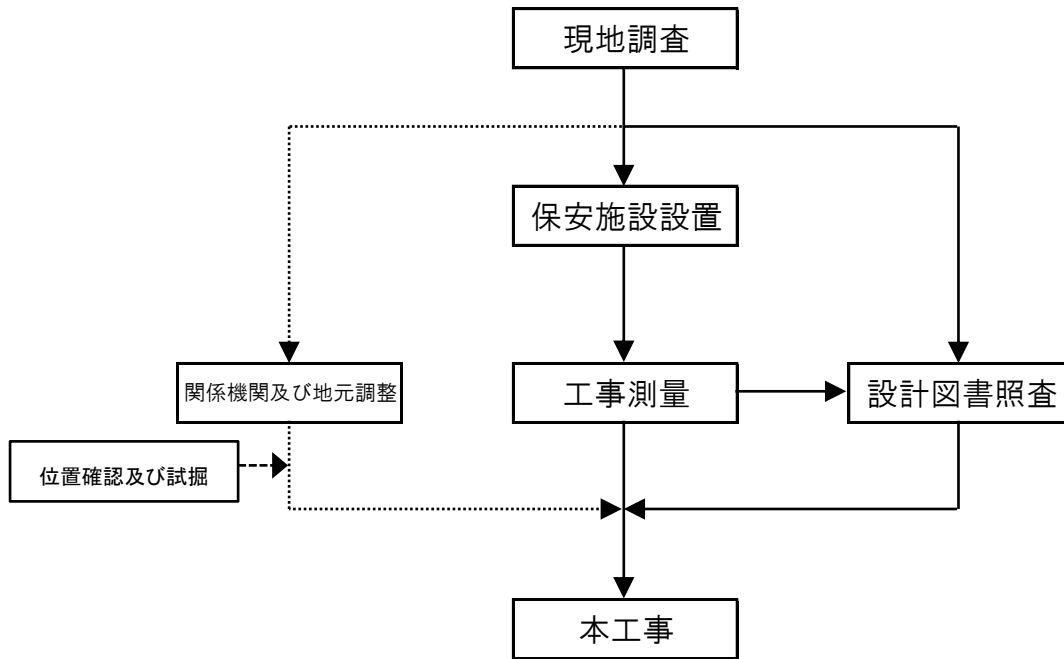 現地調査
保安施設設置
関係機関及び地元調整
工事測量
設計図書照査
位置確認及び試掘
本工事